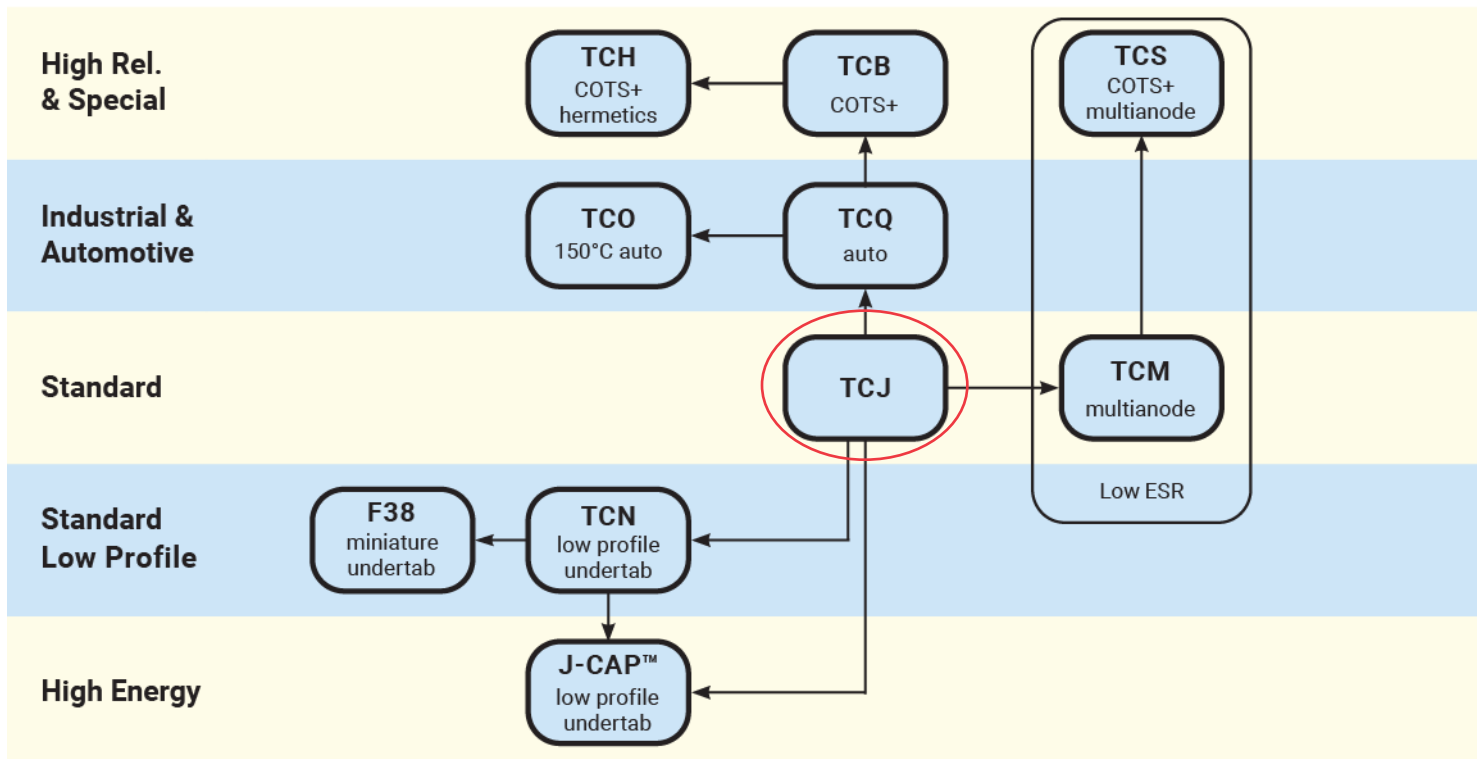 High Rel.
& Special
TCH
COTS+
hermetics
TCB
COTS+
TCS
COTS+
multianode
Industrial &
Automotive
TCO
150°C auto
TCQ
auto
Standard
TCJ
TCM
multianode
Low ESR
Standard
Low Profile
F38
miniature
undertab
TCN
low profile
undertab
High Energy
J-CAP™
low profile
undertab